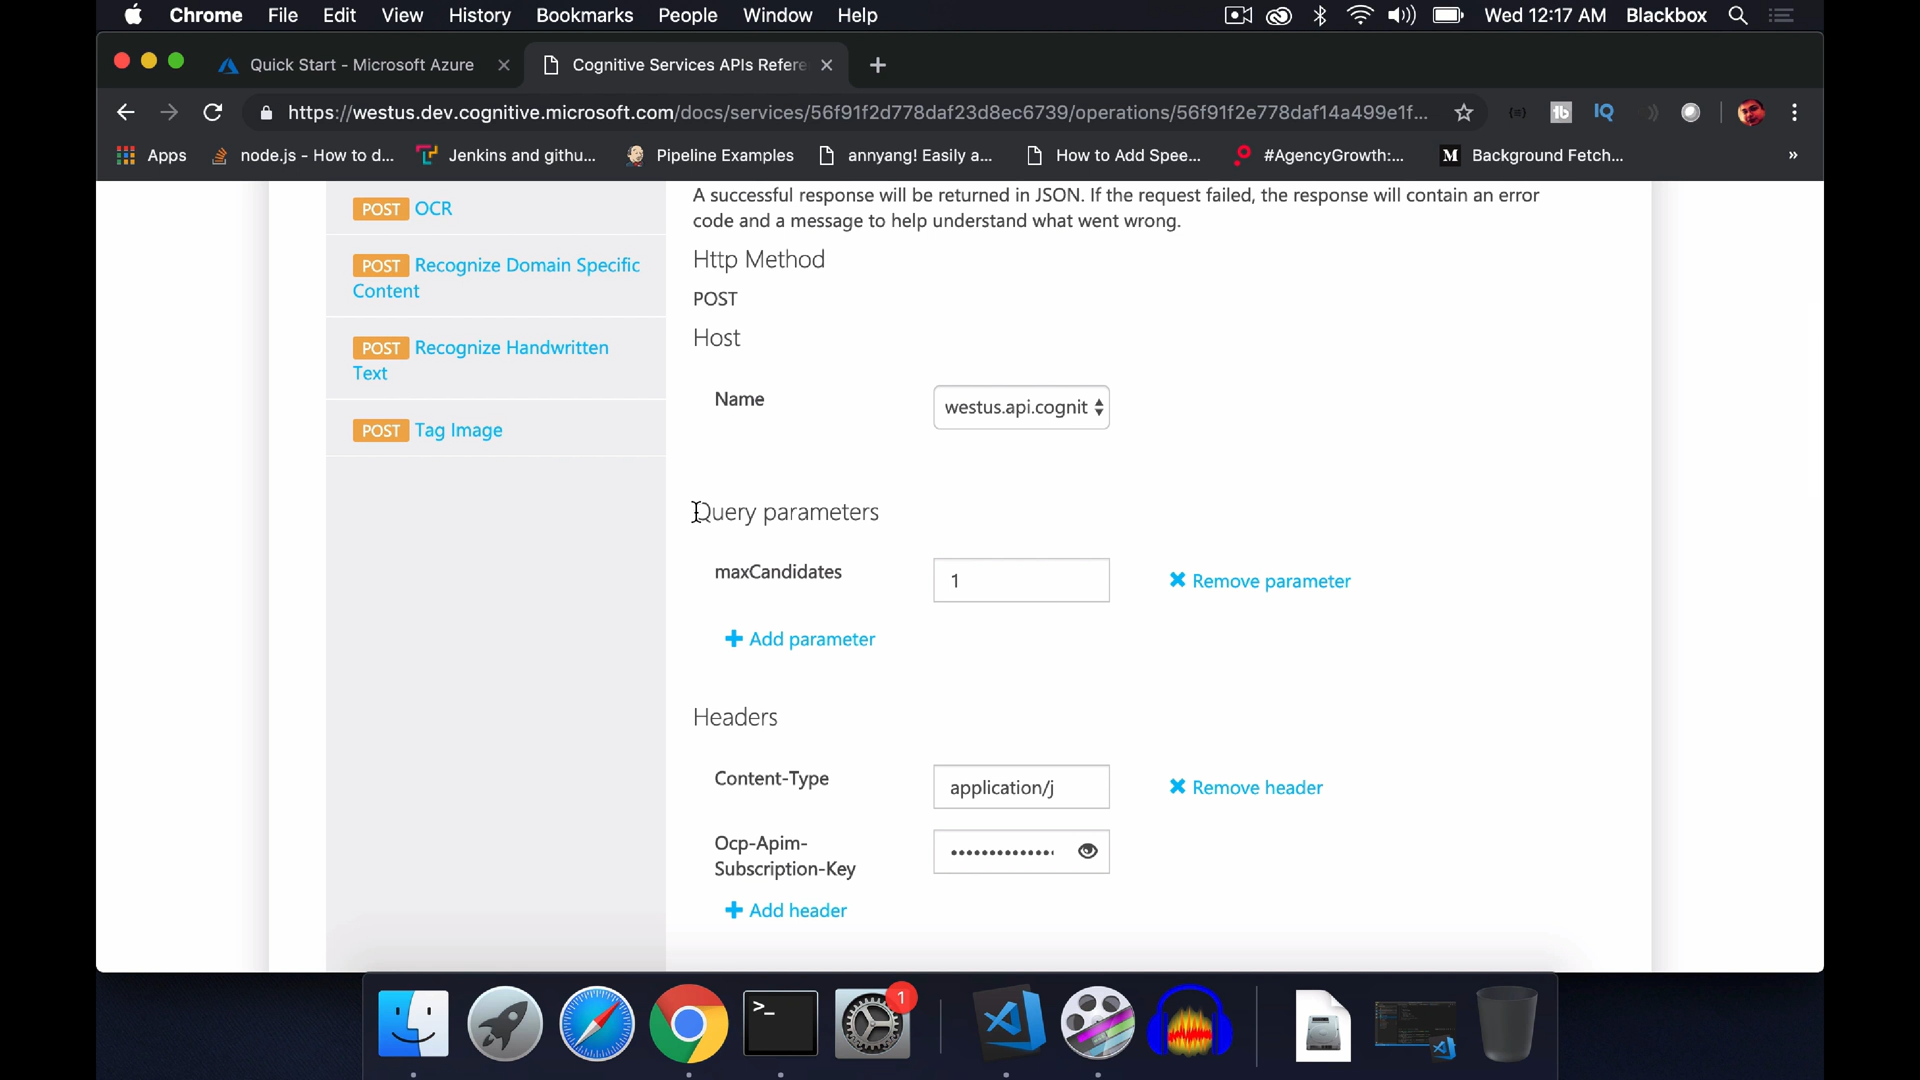 Chrome File Edit View History Bookmarks People Window Help Wed 12:17 AM Blackbox
Quick Start - Microsoft Azure Cognitive Services APIs Refere
https://westus.dev.cognitive.microsoft.com/docs/services/56f91f2d778daf23d8ec6739/operations/56f91f2e778daf14a499e1f...
Apps node.js - How to d... Jenkins and githu... Pipeline Examples annyang! Easily a... How to Add Spee... #AgencyGrowth:... Background Fetch... »
POST OCR
POST Recognize Domain Specific
Content
POST Recognize Handwritten
Text
POST Tag Image
A successful response will be returned in JSON. If the request failed, the response will contain an error
code and a message to help understand what went wrong.
Http Method
POST
Host
Name westus.api.cognit
Query parameters
maxCandidates 1 Remove parameter
Add parameter
Headers
Content-Type application/j Remove header
Ocp-Apim-
Subscription-Key
Add header
1